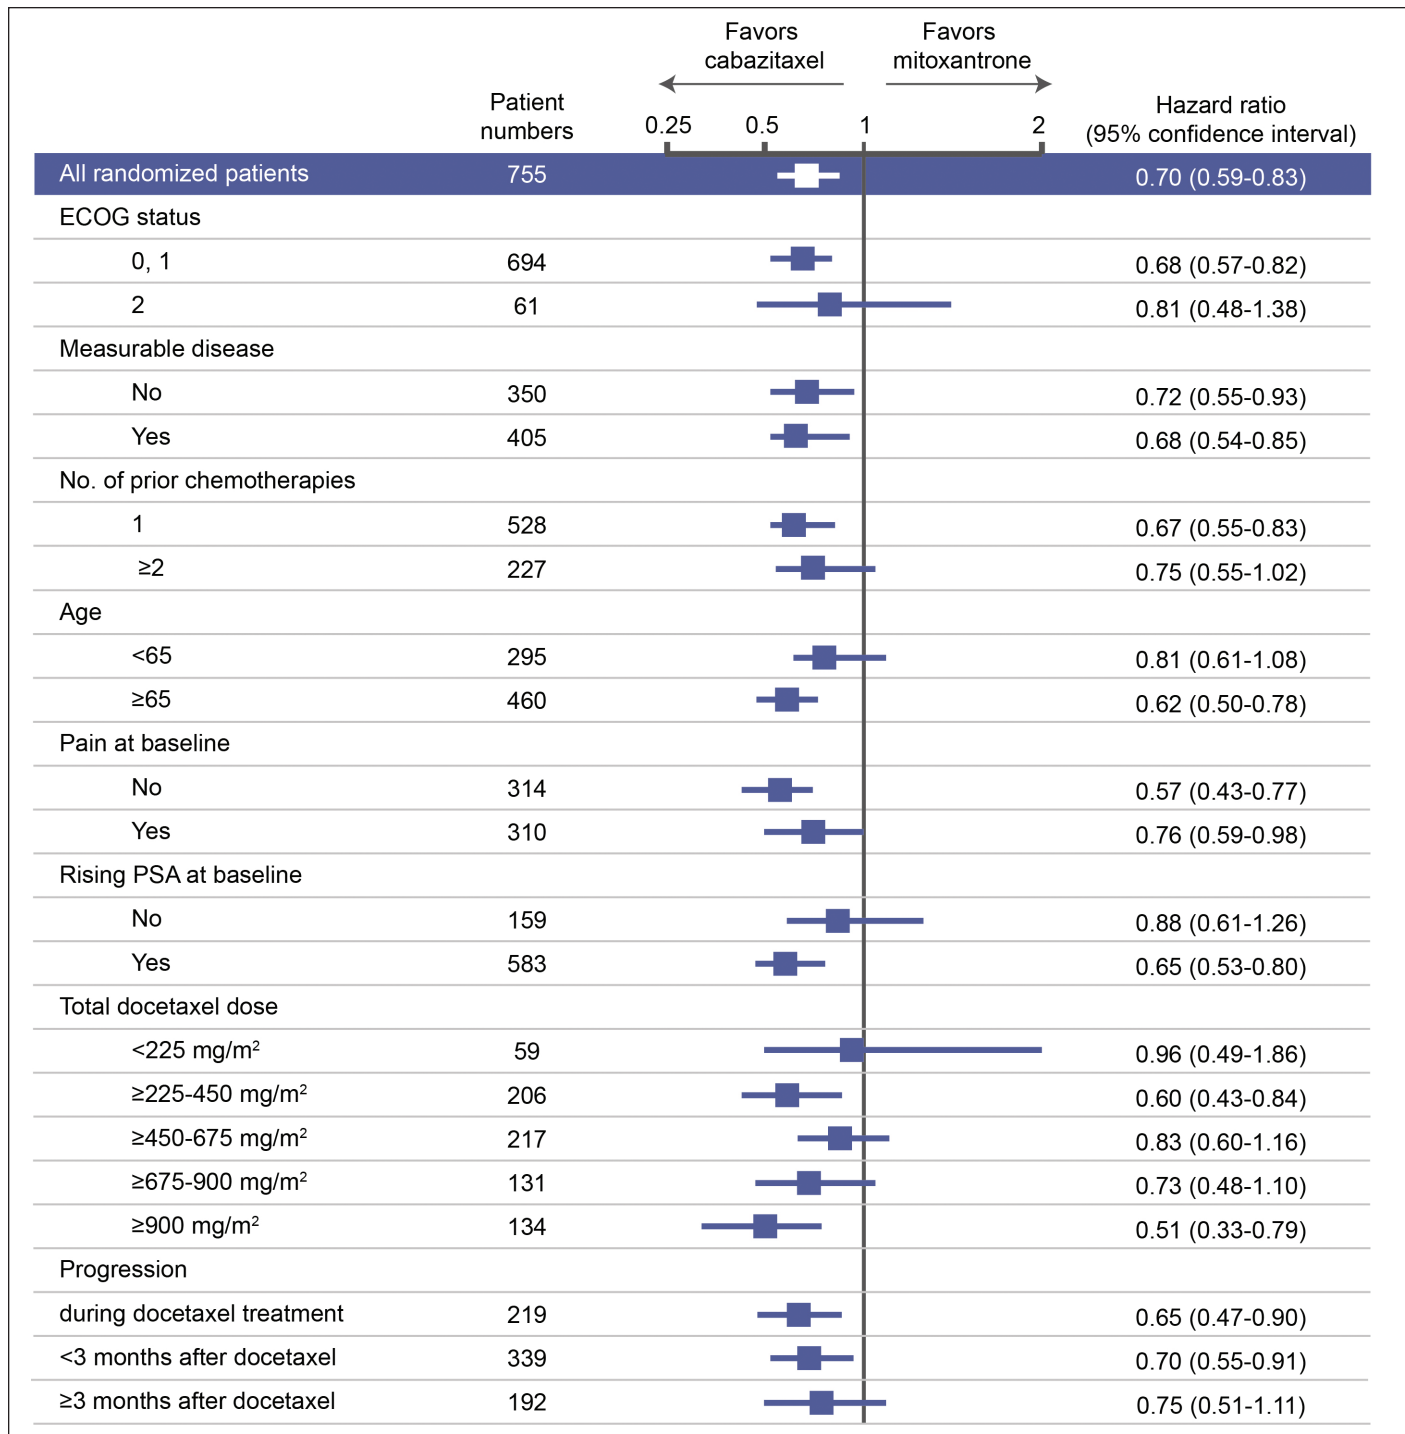 Favors
cabazitaxel
Favors
mitoxantrone
Patient
numbers
0.25 0.5 1 2
Hazard ratio
(95% confidence interval)
All randomized patients 755 0.70 (0.59-0.83)
ECOG status
0, 1 694 0.68 (0.57-0.82)
2 61 0.81 (0.48-1.38)
Measurable disease
No 350 0.72 (0.55-0.93)
Yes 405 0.68 (0.54-0.85)
No. of prior chemotherapies
1 528 0.67 (0.55-0.83)
≥2 227 0.75 (0.55-1.02)
Age
<65 295 0.81 (0.61-1.08)
≥65 460 0.62 (0.50-0.78)
Pain at baseline
No 314 0.57 (0.43-0.77)
Yes 310 0.76 (0.59-0.98)
Rising PSA at baseline
No 159 0.88 (0.61-1.26)
Yes 583 0.65 (0.53-0.80)
Total docetaxel dose
<225 mg/m² 59 0.96 (0.49-1.86)
≥225-450 mg/m² 206 0.60 (0.43-0.84)
≥450-675 mg/m² 217 0.83 (0.60-1.16)
≥675-900 mg/m² 131 0.73 (0.48-1.10)
≥900 mg/m² 134 0.51 (0.33-0.79)
Progression
during docetaxel treatment 219 0.65 (0.47-0.90)
<3 months after docetaxel 339 0.70 (0.55-0.91)
≥3 months after docetaxel 192 0.75 (0.51-1.11)